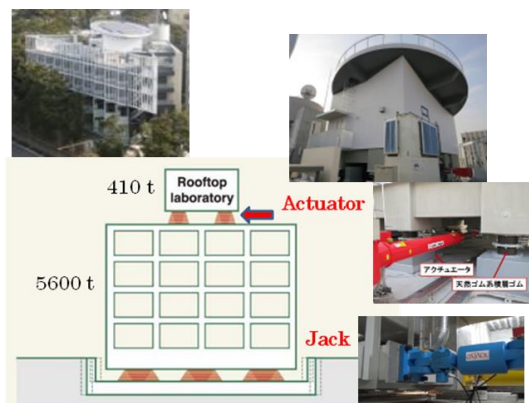 410 t
Rooftop
laboratory
Actuator
5600 t
アクチュエータ
天然ゴム系積層ゴム
Jack